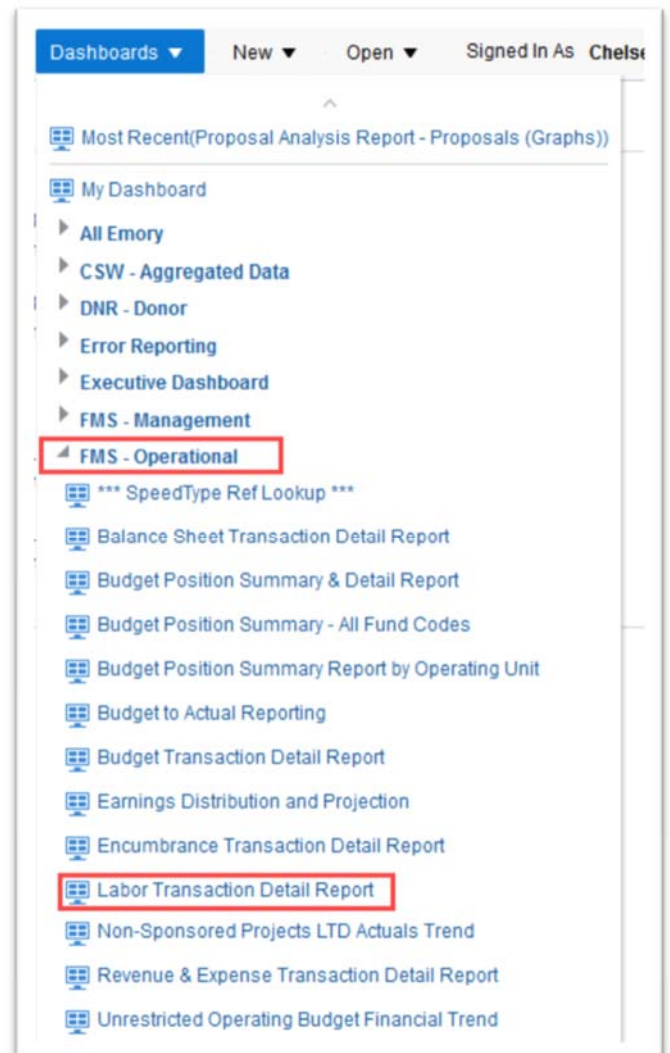 Dashboards New Open Signed In As Chelse
Most Recent(Proposal Analysis Report - Proposals (Graphs))
My Dashboard
All Emory
CSW - Aggregated Data
DNR - Donor
Error Reporting
Executive Dashboard
FMS - Management
FMS - Operational
*** SpeedType Ref Lookup ***
Balance Sheet Transaction Detail Report
Budget Position Summary & Detail Report
Budget Position Summary - All Fund Codes
Budget Position Summary Report by Operating Unit
Budget to Actual Reporting
Budget Transaction Detail Report
Earnings Distribution and Projection
Encumbrance Transaction Detail Report
Labor Transaction Detail Report
Non-Sponsored Projects LTD Actuals Trend
Revenue & Expense Transaction Detail Report
Unrestricted Operating Budget Financial Trend